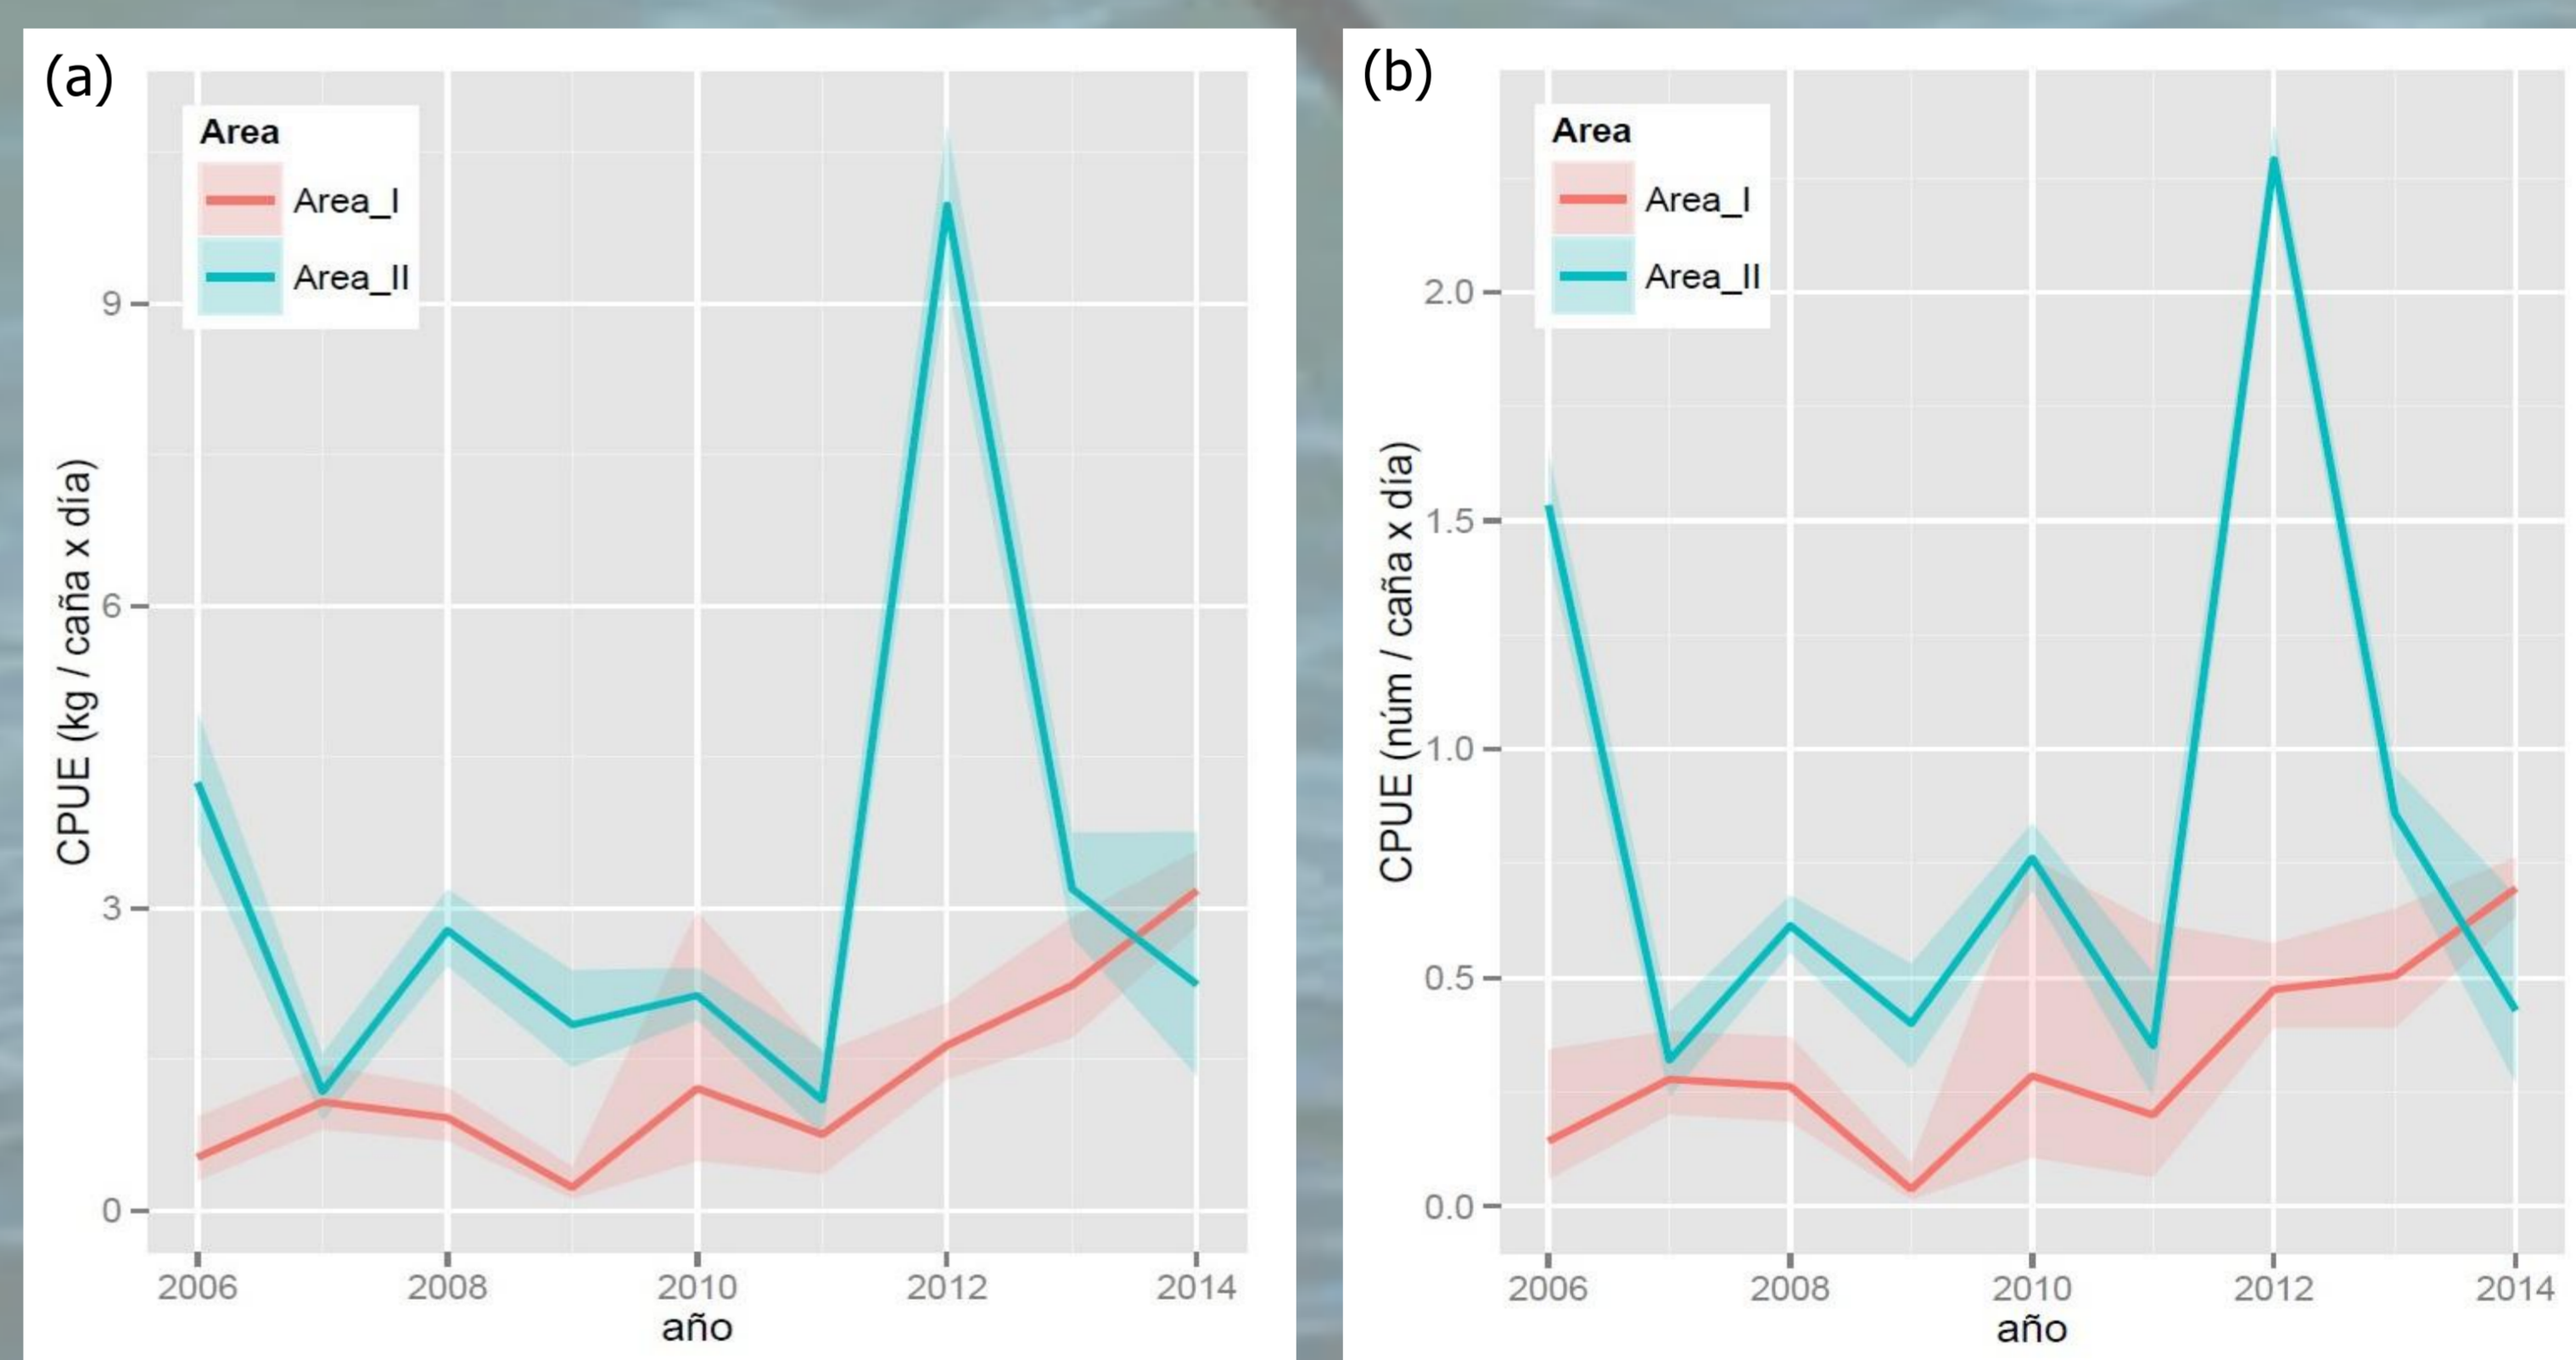 (a)
Area
Area_I
Area_II
9
6
3
0
CPUE (kg / caña x día)
2006 2008 2010 2012 2014
año
(b)
Area
Area_I
Area_II
2.0
1.5
1.0
0.5
0.0
CPUE (núm / caña x día)
2006 2008 2010 2012 2014
año